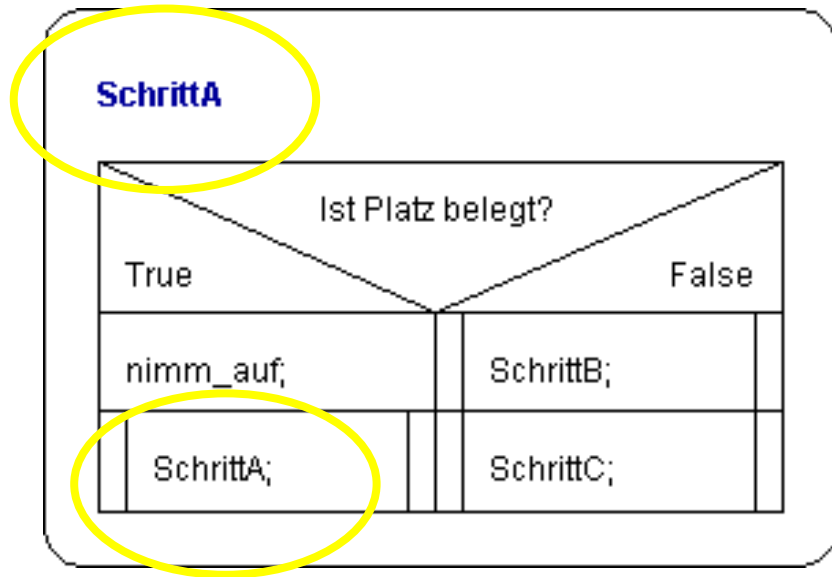 SchrittA
Ist Platz belegt?
True
False
nimm_auf;
SchrittB;
SchrittA;
SchrittC;